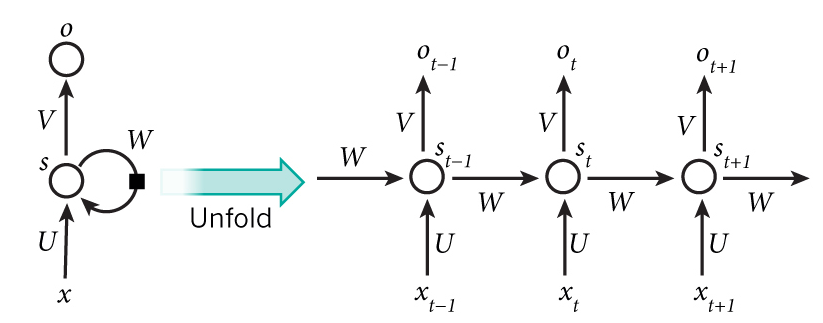 o
V
W
s
U
x
Unfold
o_{t-1} o_t o_{t+1}
V V V
W s_{t-1} s_t s_{t+1}
W W W
U U U
x_{t-1} x_t x_{t+1}